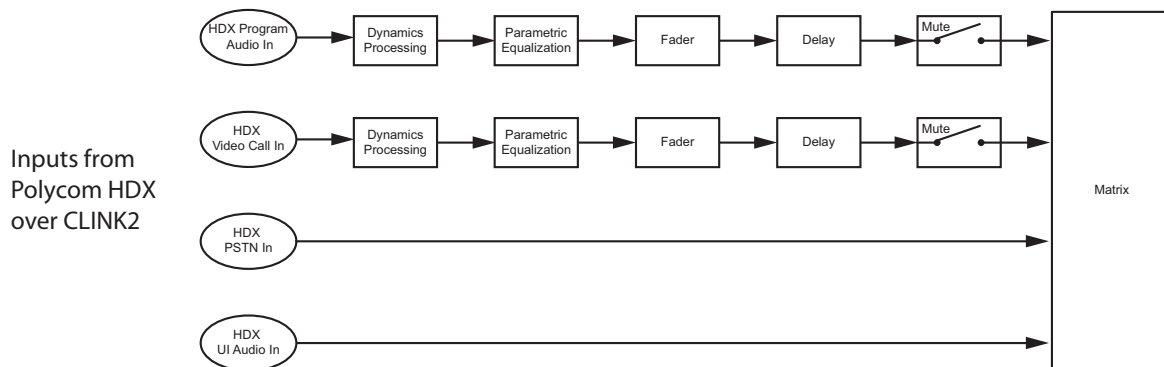 HDX Program
Audio In
Dynamics
Processing
Parametric
Equalization
Fader
Delay
Mute
HDX
Video Call In
Dynamics
Processing
Parametric
Equalization
Fader
Delay
Mute
Inputs from
Polycom HDX
over CLINK2
Matrix
HDX
PSTN In
HDX
UI Audio In